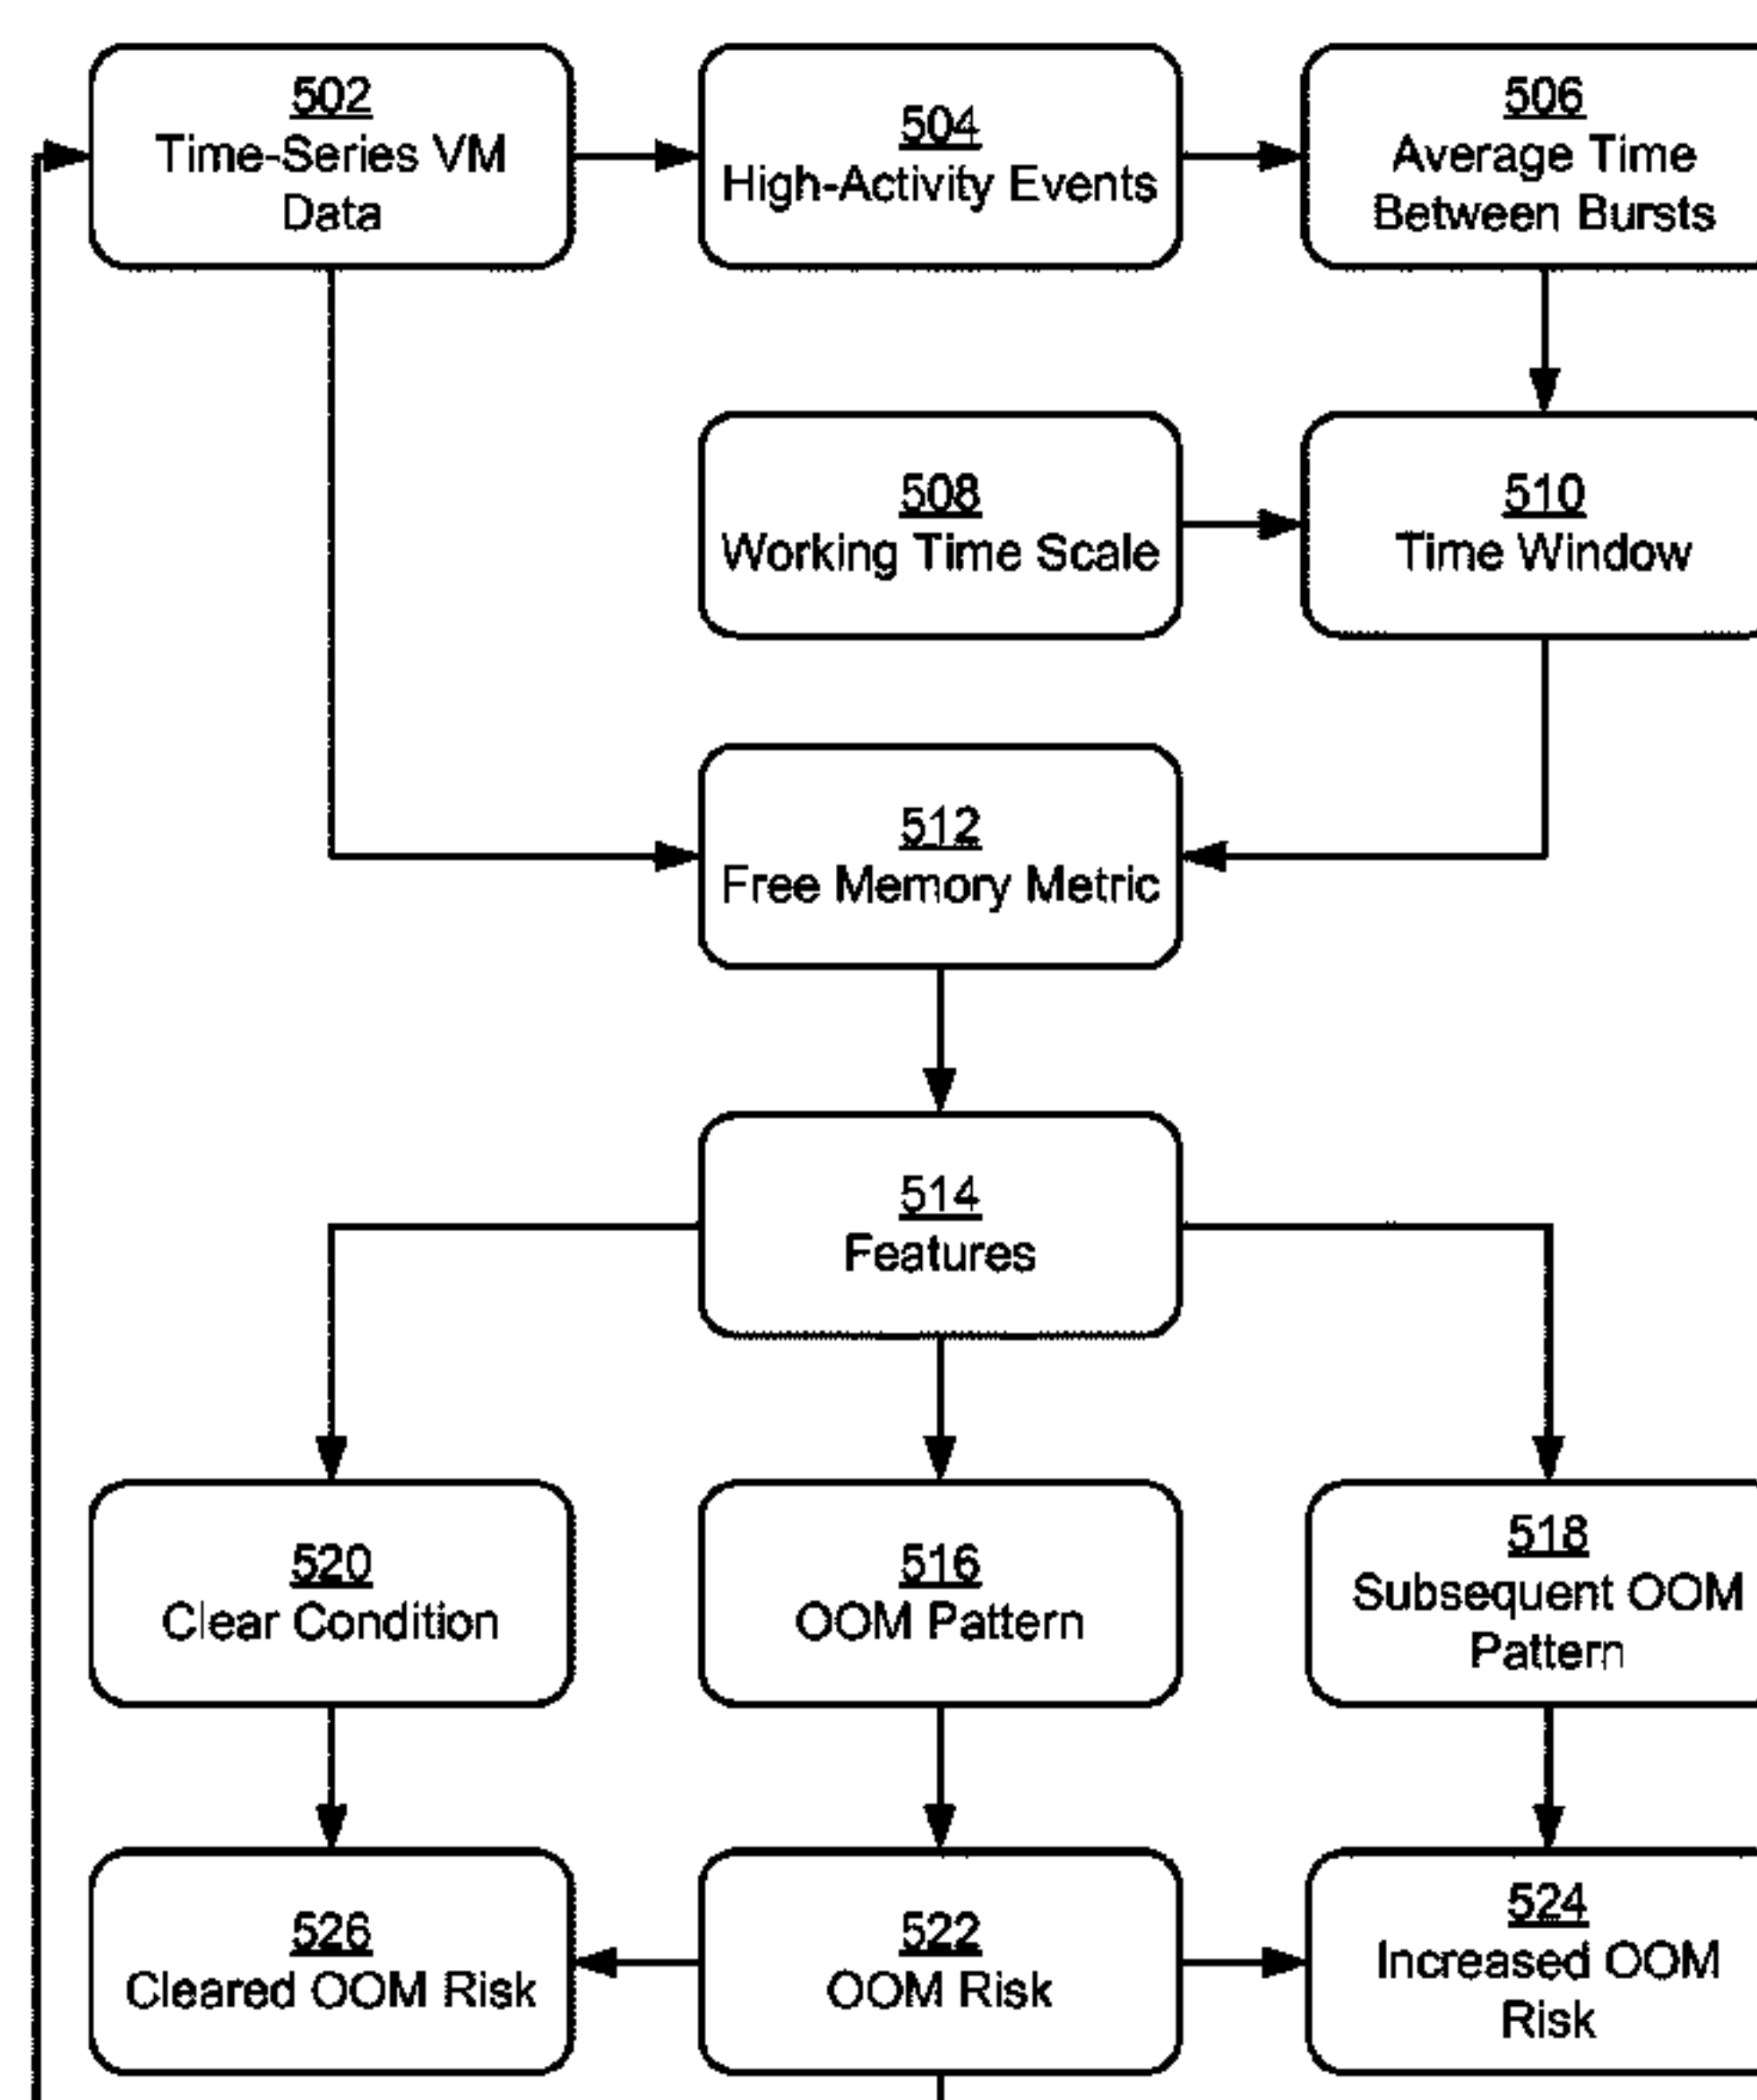 502
Time-Series VM
Data
504
High-Activity Events
506
Average Time
Between Bursts
508
Working Time Scale
510
Time Window
512
Free Memory Metric
514
Features
520
Clear Condition
516
OOM Pattern
518
Subsequent OOM
Pattern
526
Cleared OOM Risk
522
OOM Risk
524
Increased OOM
Risk